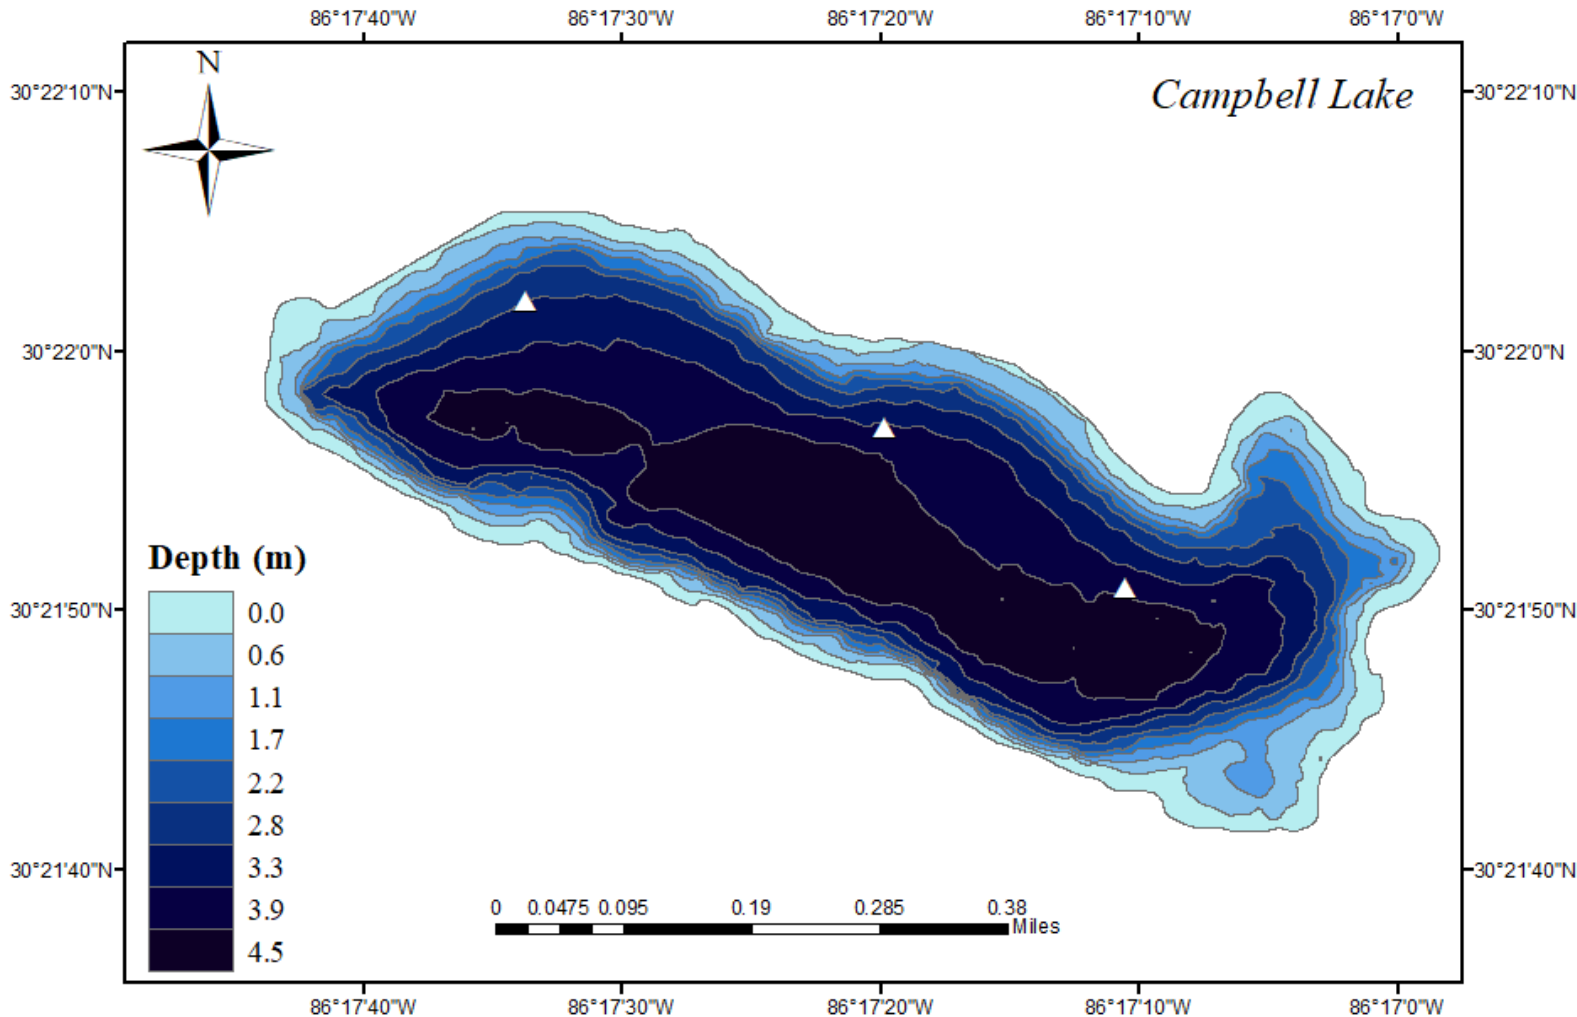 86°17'40"W 86°17'30"W 86°17'20"W 86°17'10"W 86°17'0"W
N
Campbell Lake
30°22'10"N 30°22'10"N
30°22'0"N 30°22'0"N
Depth (m)
0.0
30°21'50"N 30°21'50"N
0.6
1.1
1.7
2.2
2.8
3.3
30°21'40"N 30°21'40"N
3.9
4.5
0 0.0475 0.095 0.19 0.285 0.38
Miles
86°17'40"W 86°17'30"W 86°17'20"W 86°17'10"W 86°17'0"W